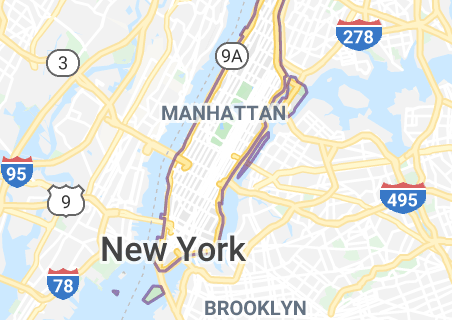 278
9A
3
MANHATTAN
95
9
495
New York
78
BROOKLYN